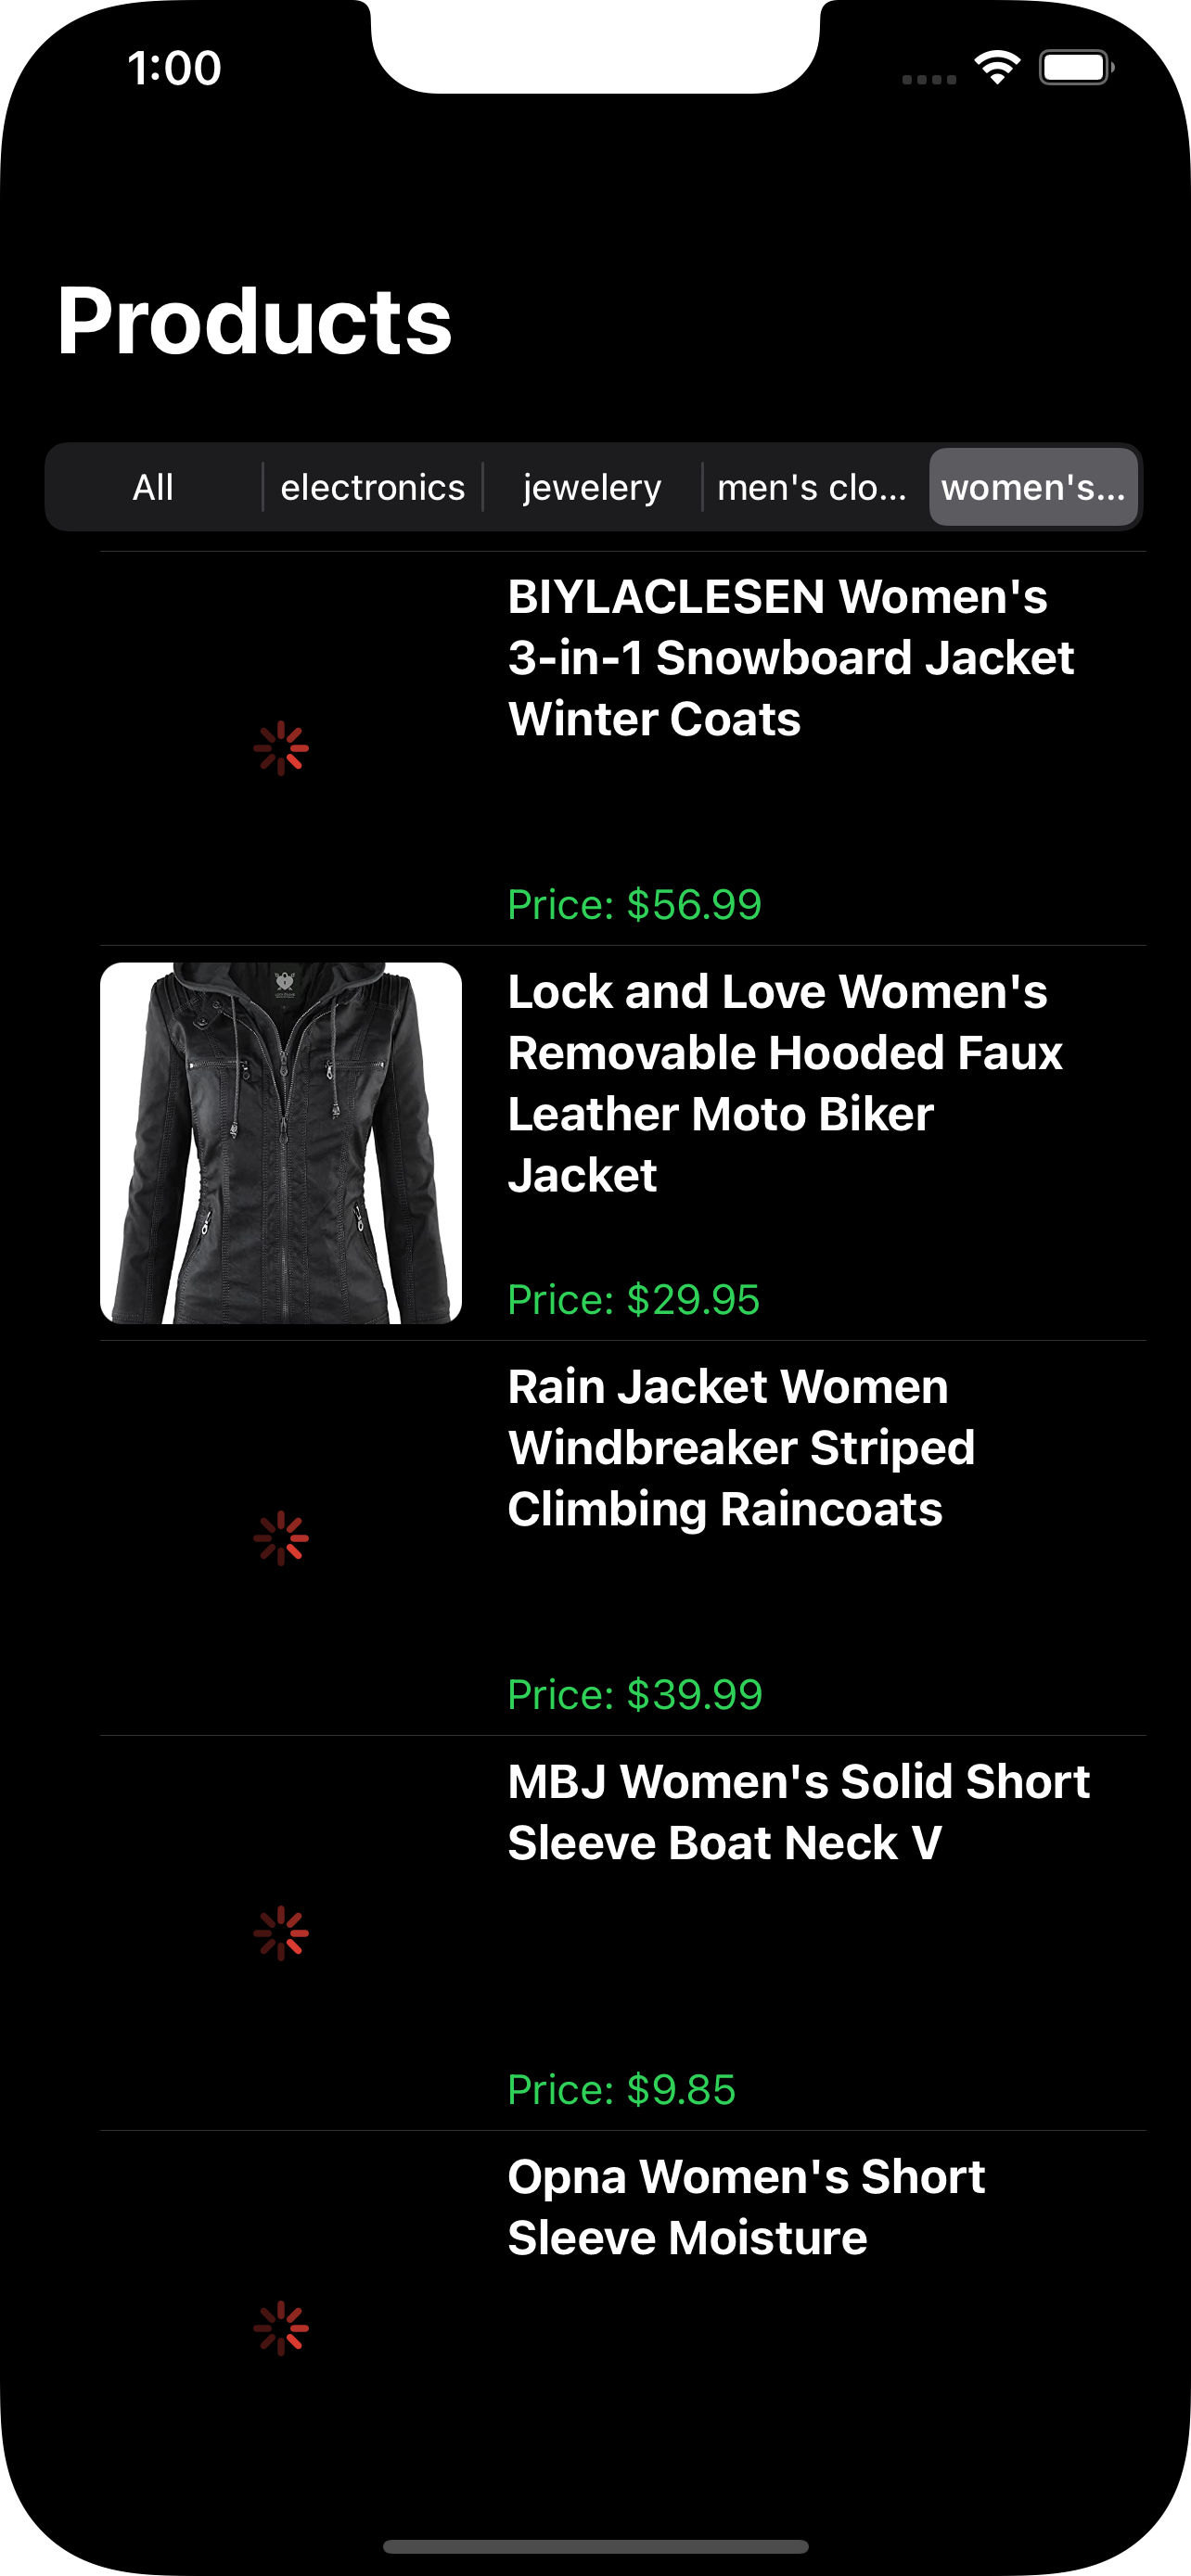 1:00
Products
All
electronics
jewelery
men's clo...
women's...
BIYLACLESEN Women's
3-in-1 Snowboard Jacket
Winter Coats
Price: $56.99
Lock and Love Women's
Removable Hooded Faux
Leather Moto Biker
Jacket
Price: $29.95
Rain Jacket Women
Windbreaker Striped
Climbing Raincoats
Price: $39.99
MBJ Women's Solid Short
Sleeve Boat Neck V
Price: $9.85
Opna Women's Short
Sleeve Moisture